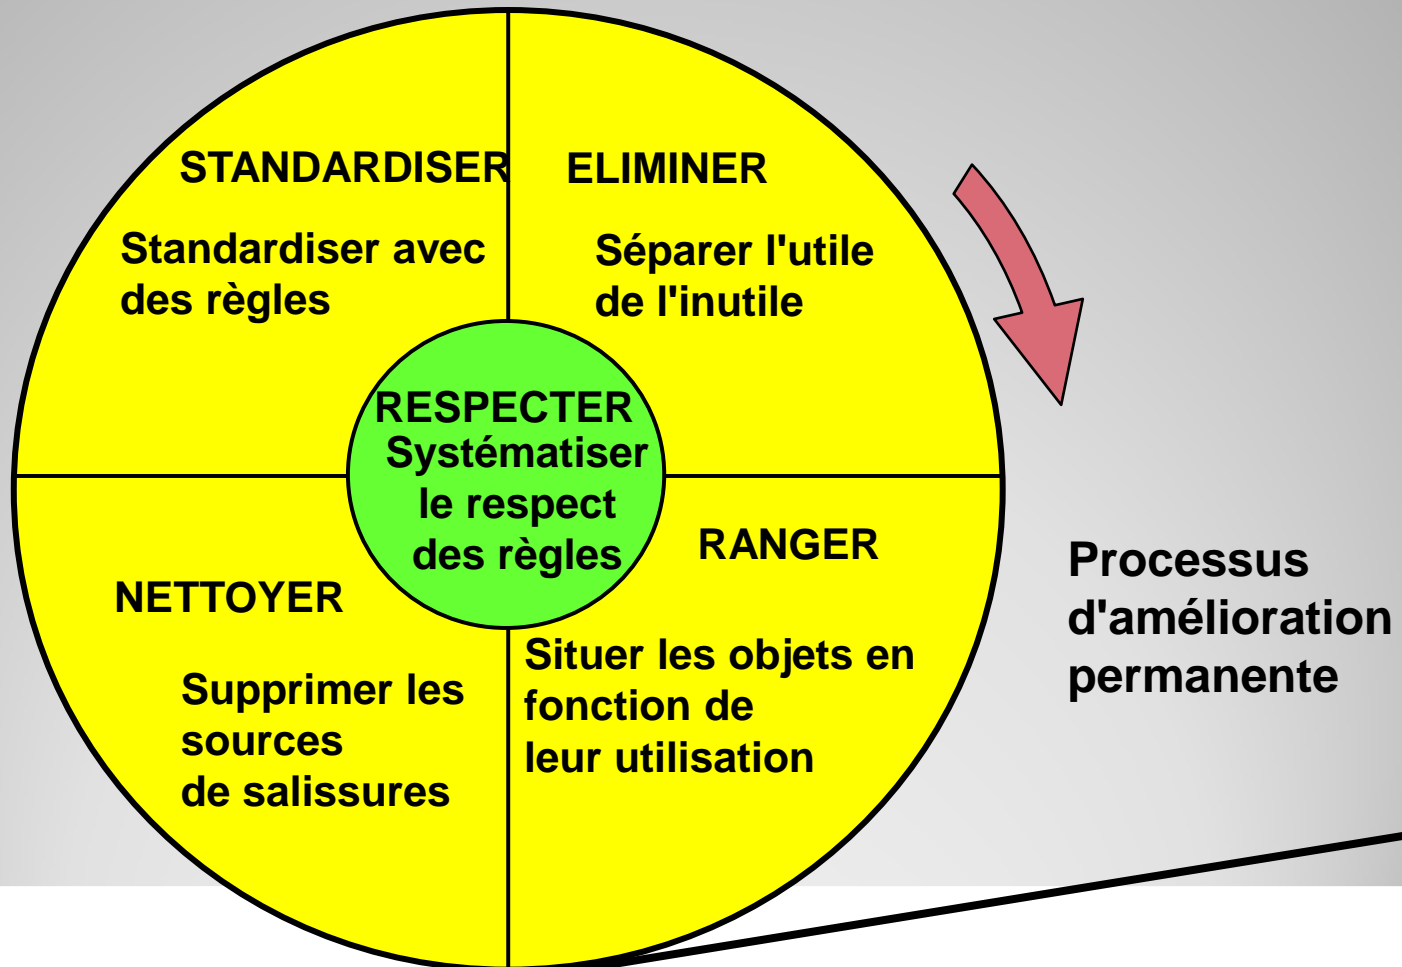 STANDARDISER
Standardiser avec
des règles
ELIMINER
Séparer l'utile
de l'inutile
RESPECTER
Systématiser
le respect
des règles
RANGER
Situer les objets en
fonction de
leur utilisation
NETTOYER
Supprimer les
sources
de salissures
Processus
d'amélioration
permanente